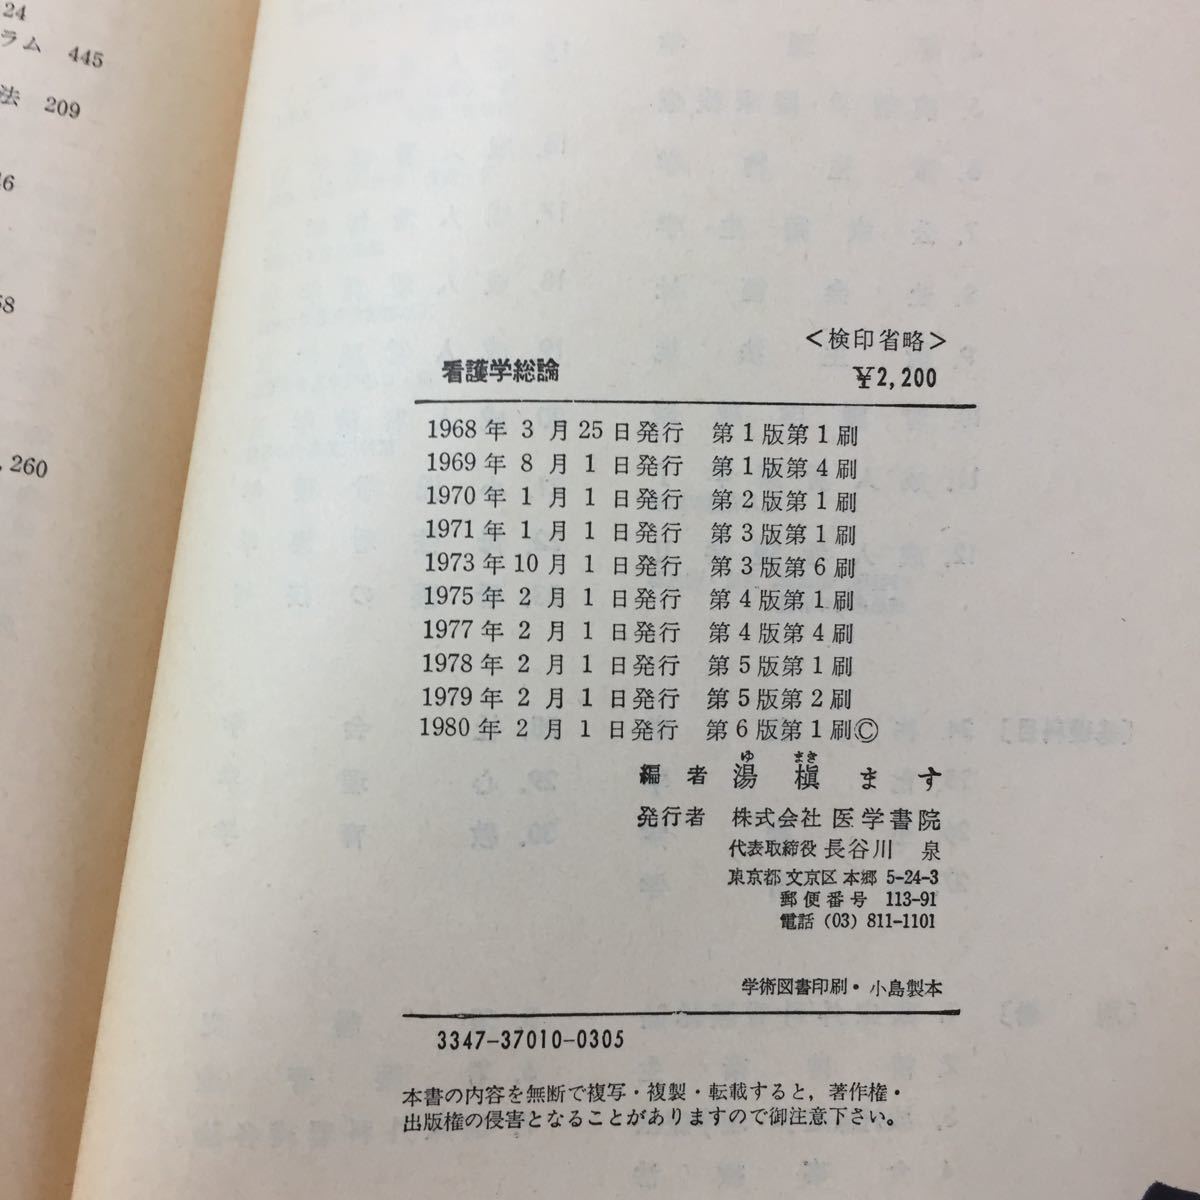 24
ラム 445
法 209
46
58
, 260
＜検印省略＞
看護学総論
¥2,200
1968年 3 月25日発行 第1版第1刷
1969年 8 月 1 日発行 第1版第4刷
1970年 1 月 1 日発行 第2版第1刷
1971年 1 月 1 日発行 第3版第1刷
1973年10月 1 日発行 第3版第6刷
1975年 2 月 1 日発行 第4版第1刷
1977年 2 月 1 日発行 第4版第4刷
1978年 2 月 1 日発行 第5版第1刷
1979年 2 月 1 日発行 第5版第2刷
1980年 2 月 1 日発行 第6版第1刷©
ゆ まき
編者 湯槇ます
発行者 株式会社 医学書院
代表取締役 長谷川 泉
東京都 文京区 本郷 5-24-3
郵便番号 113-91
電話 (03) 811-1101
学術図書印刷・小島製本
3347-37010-0305
本書の内容を無断で複写・複製・転載すると，著作権・
出版権の侵害となることがありますので御注意下さい。